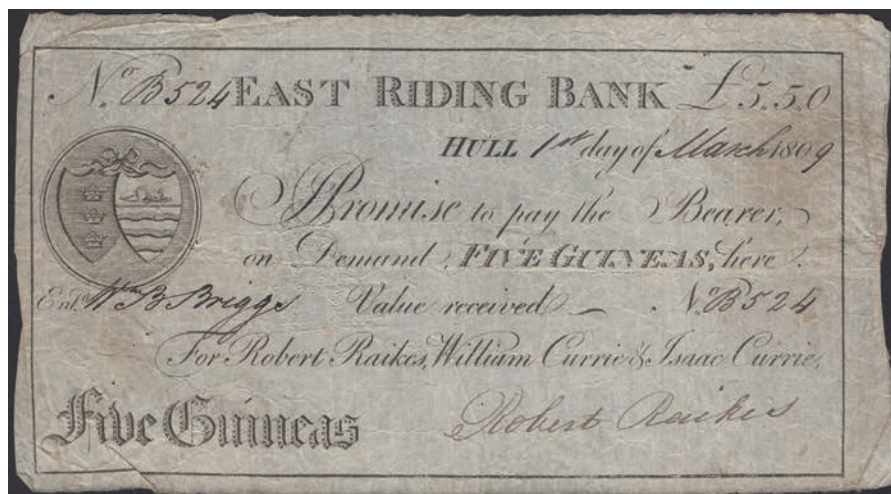 No. B524 EAST RIDING BANK £5.5.0
HULL 1st day of March 1809
I Promise to pay the Bearer,
on Demand, FIVE GUINEAS, here
Entd. Wm B Briggs Value received No. B524
For Robert Raikes, William Currie & Isaac Currie,
Five Guineas Robert Raikes